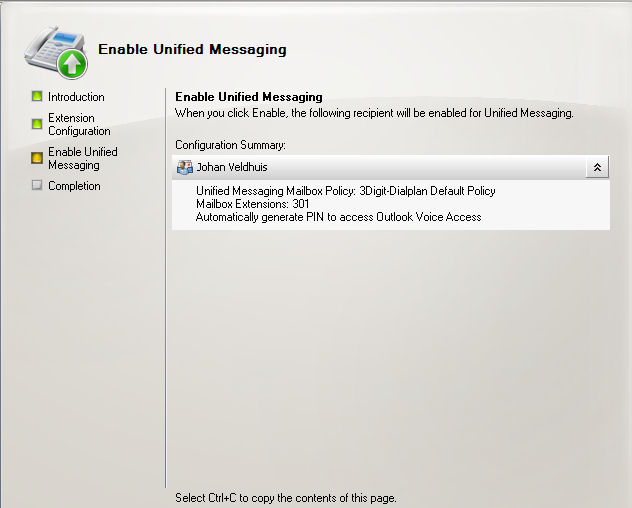 Enable Unified Messaging
Introduction
Extension
Configuration
Enable Unified
Messaging
Completion
Enable Unified Messaging
When you click Enable, the following recipient will be enabled for Unified Messaging.
Configuration Summary:
Johan Veldhuis
Unified Messaging Mailbox Policy: 3Digit-Dialplan Default Policy
Mailbox Extensions: 301
Automatically generate PIN to access Outlook Voice Access
Select Ctrl+C to copy the contents of this page.